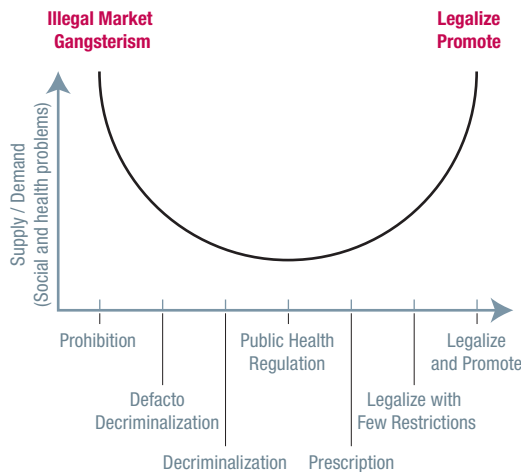 Illegal Market
Gangsterism
Legalize
Promote
Supply / Demand
(Social and health problems)
Prohibition
Public Health
Regulation
Legalize
and Promote
Defacto
Decriminalization
Legalize with
Few Restrictions
Decriminalization
Prescription